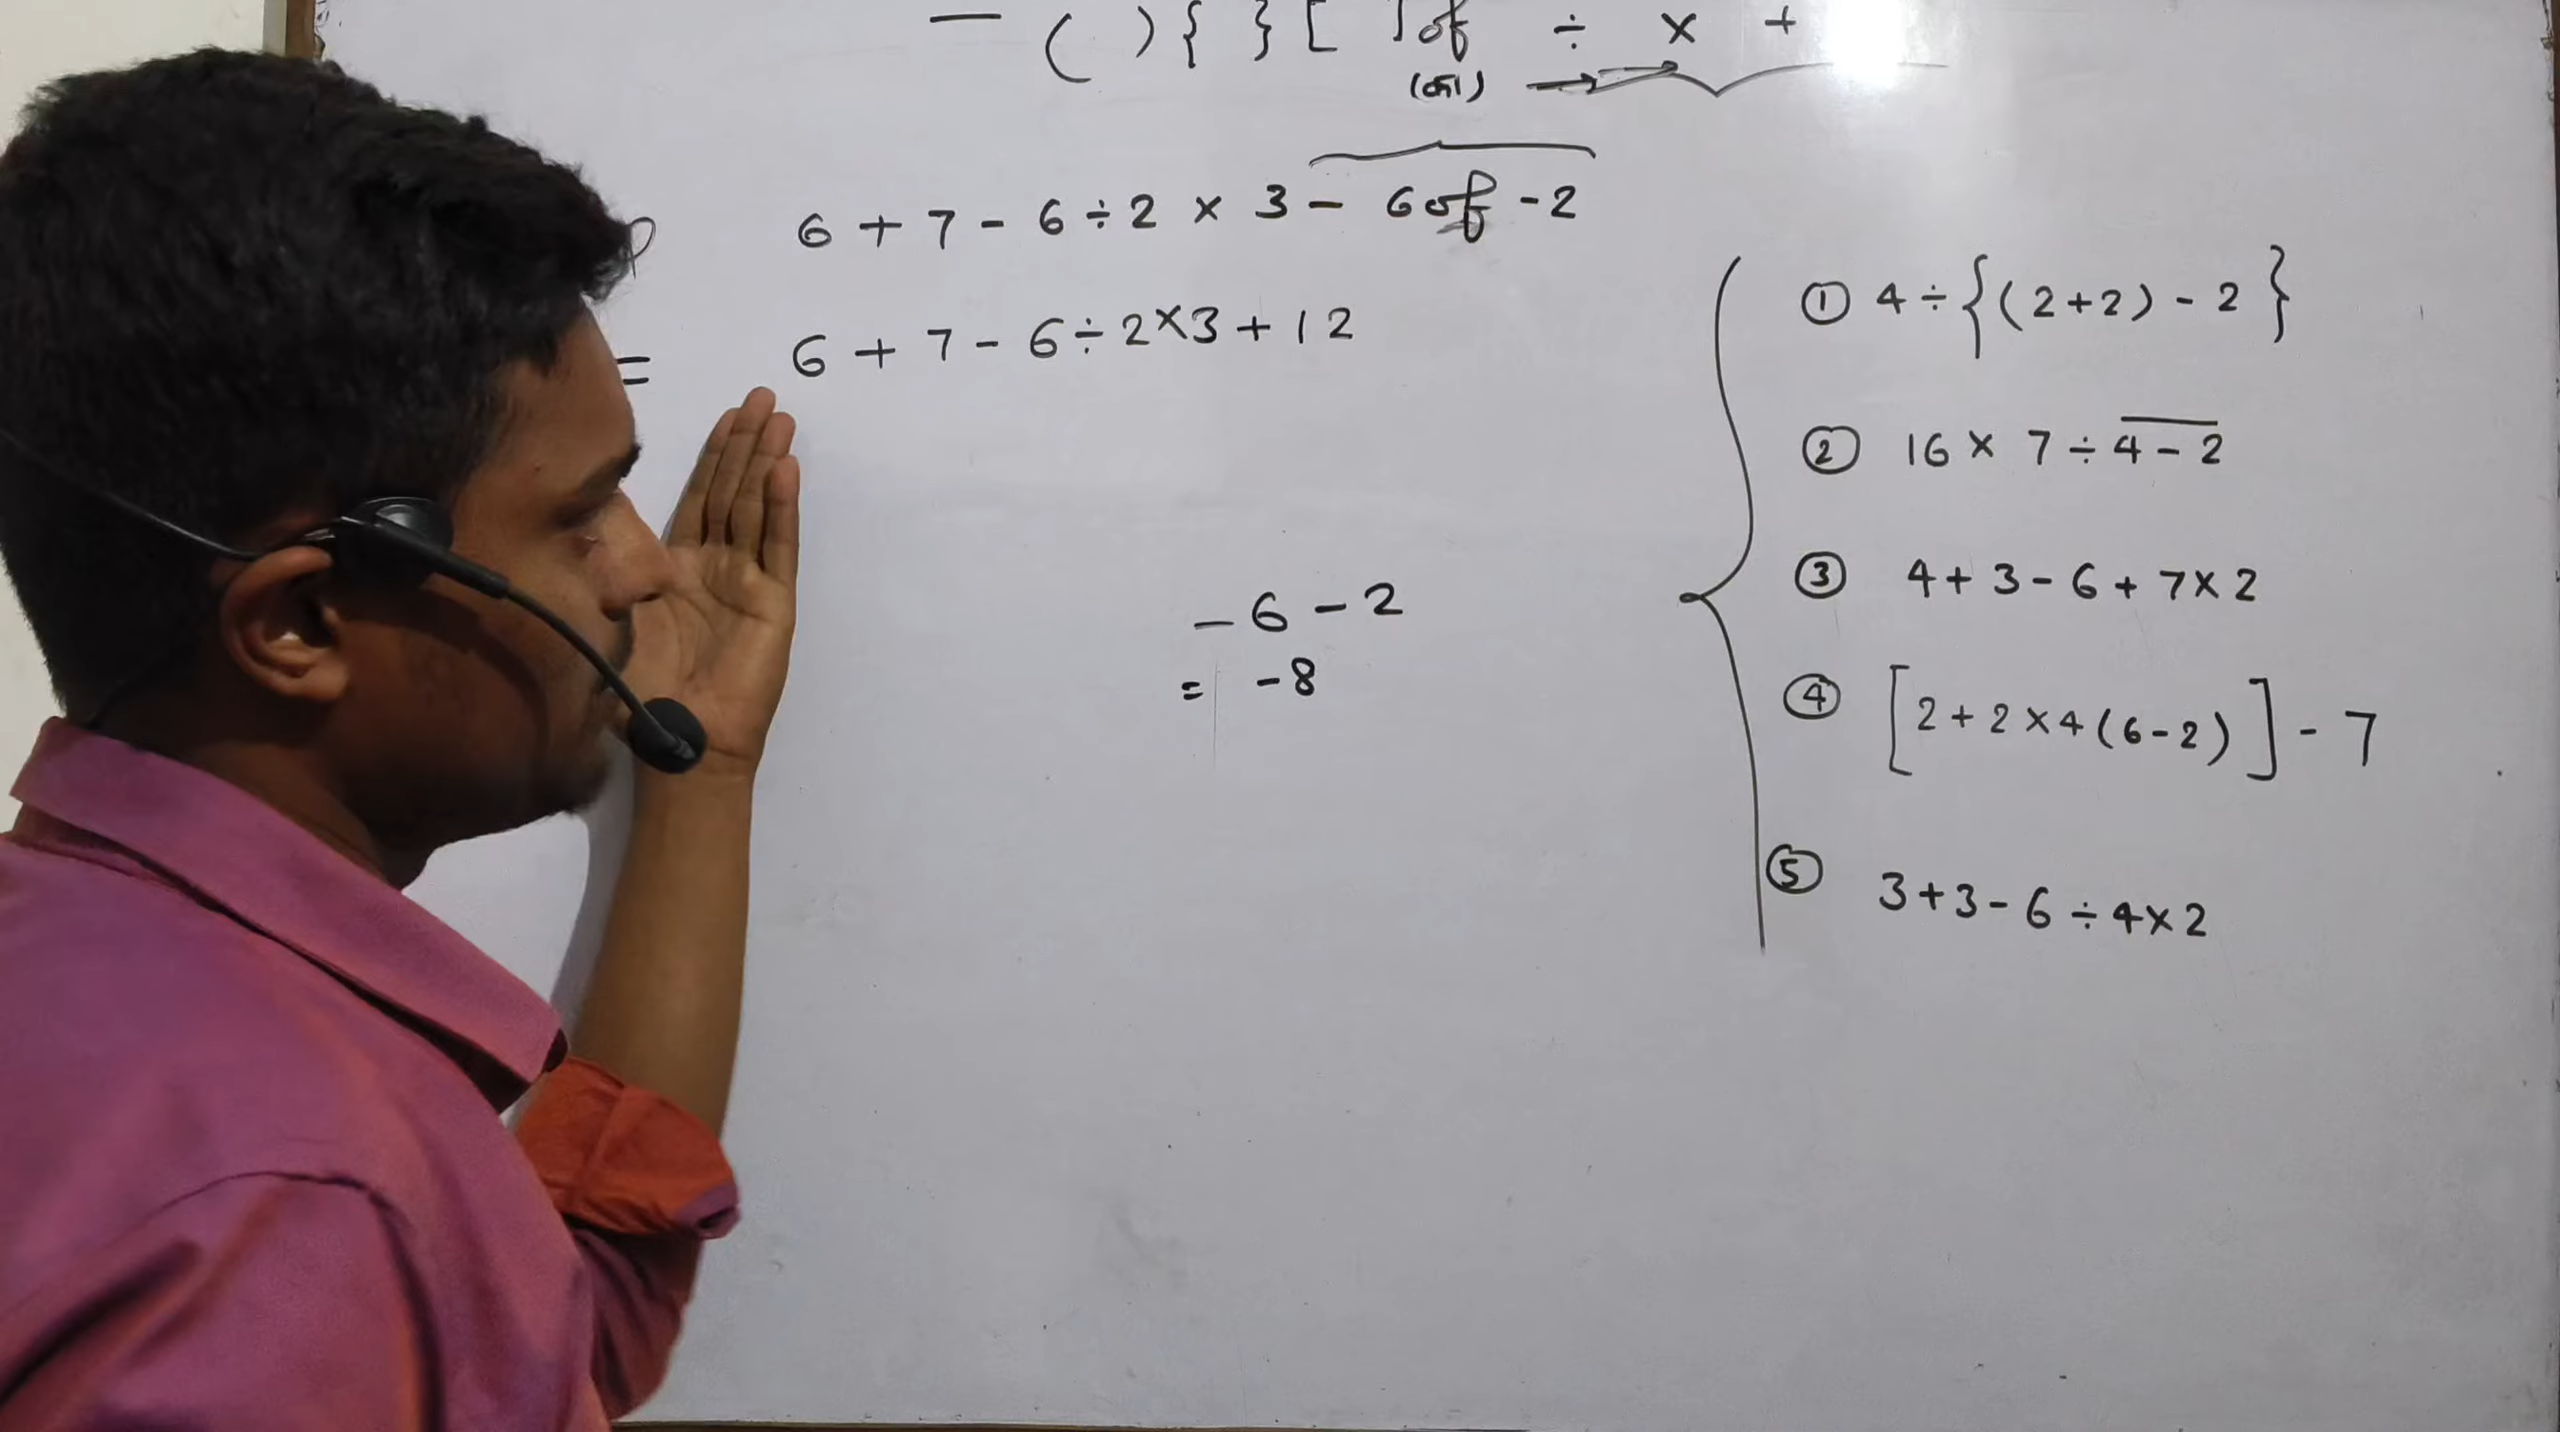 — ( ) { } [ ] of ÷ × +
(का)
6 + 7 - 6 ÷ 2 × 3 - 6 of -2
= 6 + 7 - 6 ÷ 2 × 3 + 12
- 6 - 2
= -8
① 4 ÷ {(2+2) - 2}
② 16 × 7 ÷ 4̅ ̅-̅ ̅2̅
③ 4 + 3 - 6 + 7 × 2
④ [2 + 2 × 4 (6-2)] - 7
⑤ 3 + 3 - 6 ÷ 4 × 2